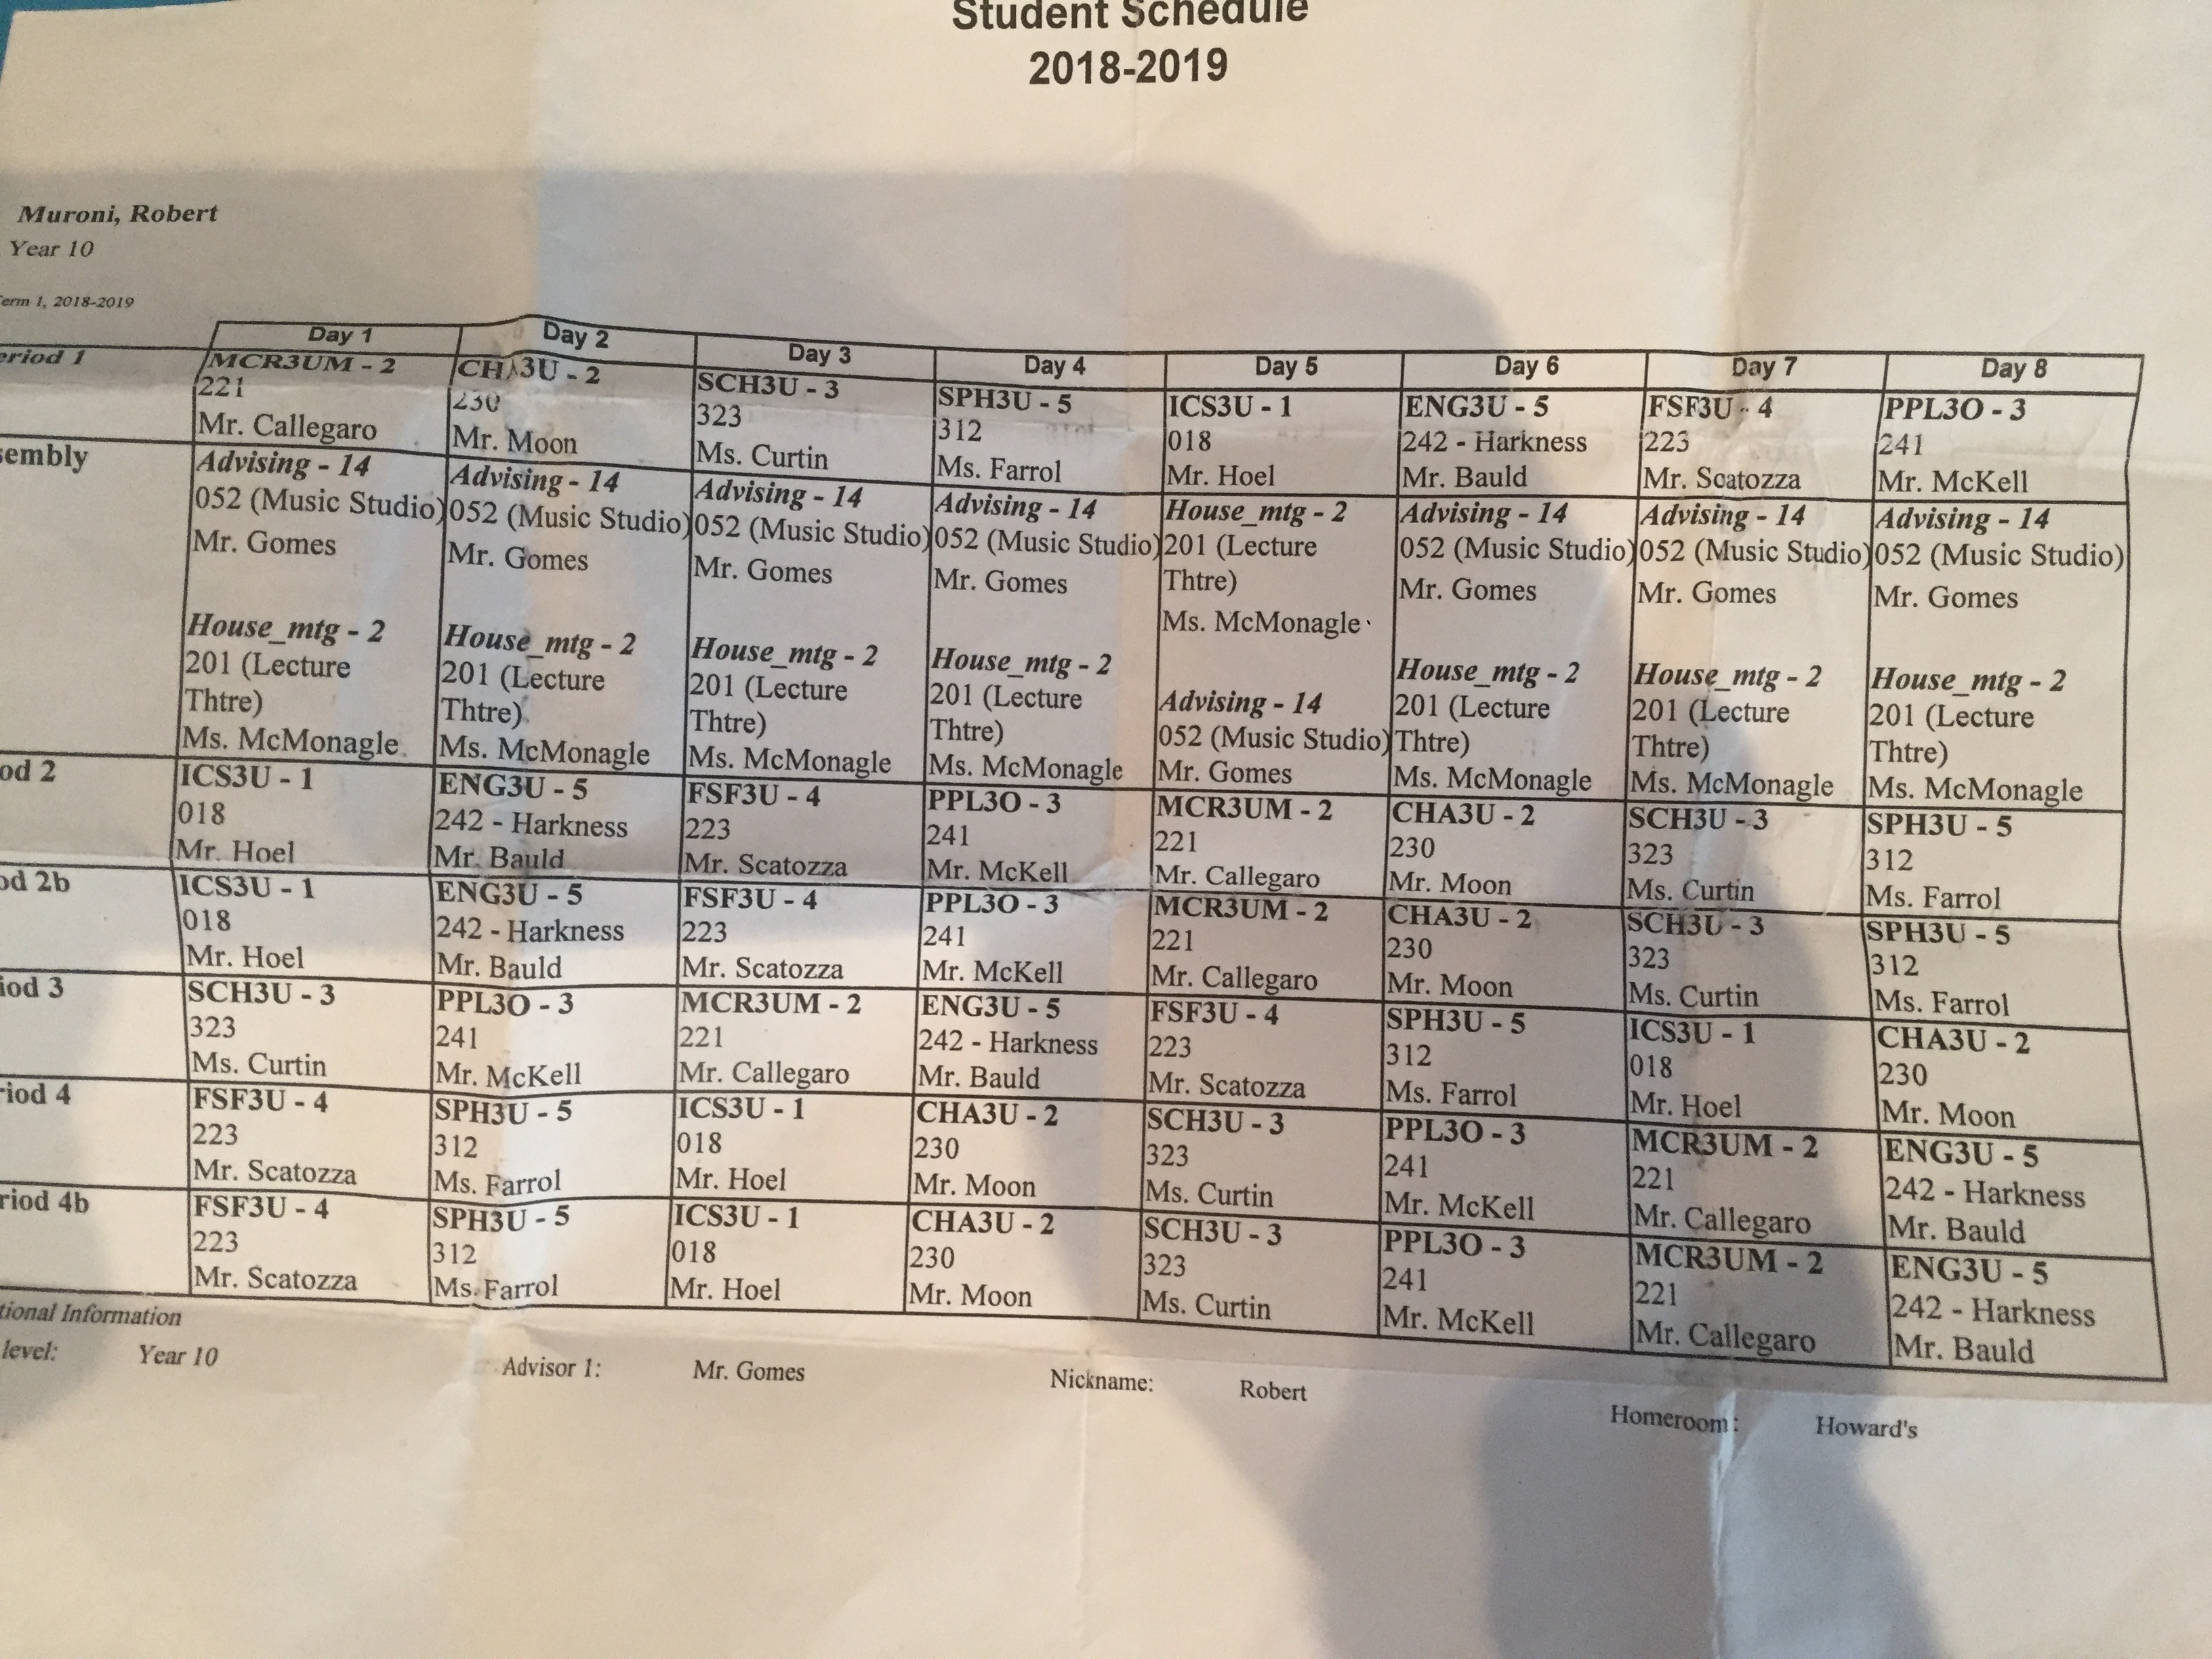 Student Schedule
2018-2019
Muroni, Robert
Year 10
erm 1, 2018-2019
Day 1 Day 2 Day 3 Day 4 Day 5 Day 6 Day 7 Day 8
eriod 1 MCR3UM - 2 CHA3U - 2 SCH3U - 3 SPH3U - 5 ICS3U - 1 ENG3U - 5 FSF3U - 4 PPL3O - 3
221 230 323 312 018 242 - Harkness 223 241
Mr. Callegaro Mr. Moon Ms. Curtin Ms. Farrol Mr. Hoel Mr. Bauld Mr. Scatozza Mr. McKell
sembly Advising - 14 Advising - 14 Advising - 14 Advising - 14 House_mtg - 2 Advising - 14 Advising - 14 Advising - 14
052 (Music Studio) 052 (Music Studio) 052 (Music Studio) 052 (Music Studio) 201 (Lecture 052 (Music Studio) 052 (Music Studio) 052 (Music Studio)
Mr. Gomes Mr. Gomes Mr. Gomes Mr. Gomes Thtre) Mr. Gomes Mr. Gomes Mr. Gomes
Ms. McMonagle
House_mtg - 2 House_mtg - 2 House_mtg - 2 House_mtg - 2 House_mtg - 2 House_mtg - 2 House_mtg - 2
201 (Lecture 201 (Lecture 201 (Lecture 201 (Lecture Advising - 14 201 (Lecture 201 (Lecture 201 (Lecture
Thtre) Thtre) Thtre) Thtre) 052 (Music Studio) Thtre) Thtre) Thtre)
Ms. McMonagle Ms. McMonagle Ms. McMonagle Ms. McMonagle Mr. Gomes Ms. McMonagle Ms. McMonagle Ms. McMonagle
od 2 ICS3U - 1 ENG3U - 5 FSF3U - 4 PPL3O - 3 MCR3UM - 2 CHA3U - 2 SCH3U - 3 SPH3U - 5
018 242 - Harkness 223 241 221 230 323 312
Mr. Hoel Mr. Bauld Mr. Scatozza Mr. McKell Mr. Callegaro Mr. Moon Ms. Curtin Ms. Farrol
od 2b ICS3U - 1 ENG3U - 5 FSF3U - 4 PPL3O - 3 MCR3UM - 2 CHA3U - 2 SCH3U - 3 SPH3U - 5
018 242 - Harkness 223 241 221 230 323 312
Mr. Hoel Mr. Bauld Mr. Scatozza Mr. McKell Mr. Callegaro Mr. Moon Ms. Curtin Ms. Farrol
iod 3 SCH3U - 3 PPL3O - 3 MCR3UM - 2 ENG3U - 5 FSF3U - 4 SPH3U - 5 ICS3U - 1 CHA3U - 2
323 241 221 242 - Harkness 223 312 018 230
Ms. Curtin Mr. McKell Mr. Callegaro Mr. Bauld Mr. Scatozza Ms. Farrol Mr. Hoel Mr. Moon
riod 4 FSF3U - 4 SPH3U - 5 ICS3U - 1 CHA3U - 2 SCH3U - 3 PPL3O - 3 MCR3UM - 2 ENG3U - 5
223 312 018 230 323 241 221 242 - Harkness
Mr. Scatozza Ms. Farrol Mr. Hoel Mr. Moon Ms. Curtin Mr. McKell Mr. Callegaro Mr. Bauld
riod 4b FSF3U - 4 SPH3U - 5 ICS3U - 1 CHA3U - 2 SCH3U - 3 PPL3O - 3 MCR3UM - 2 ENG3U - 5
223 312 018 230 323 241 221 242 - Harkness
Mr. Scatozza Ms. Farrol Mr. Hoel Mr. Moon Ms. Curtin Mr. McKell Mr. Callegaro Mr. Bauld
tional Information
level: Year 10 Advisor 1: Mr. Gomes Nickname: Robert Homeroom: Howard's